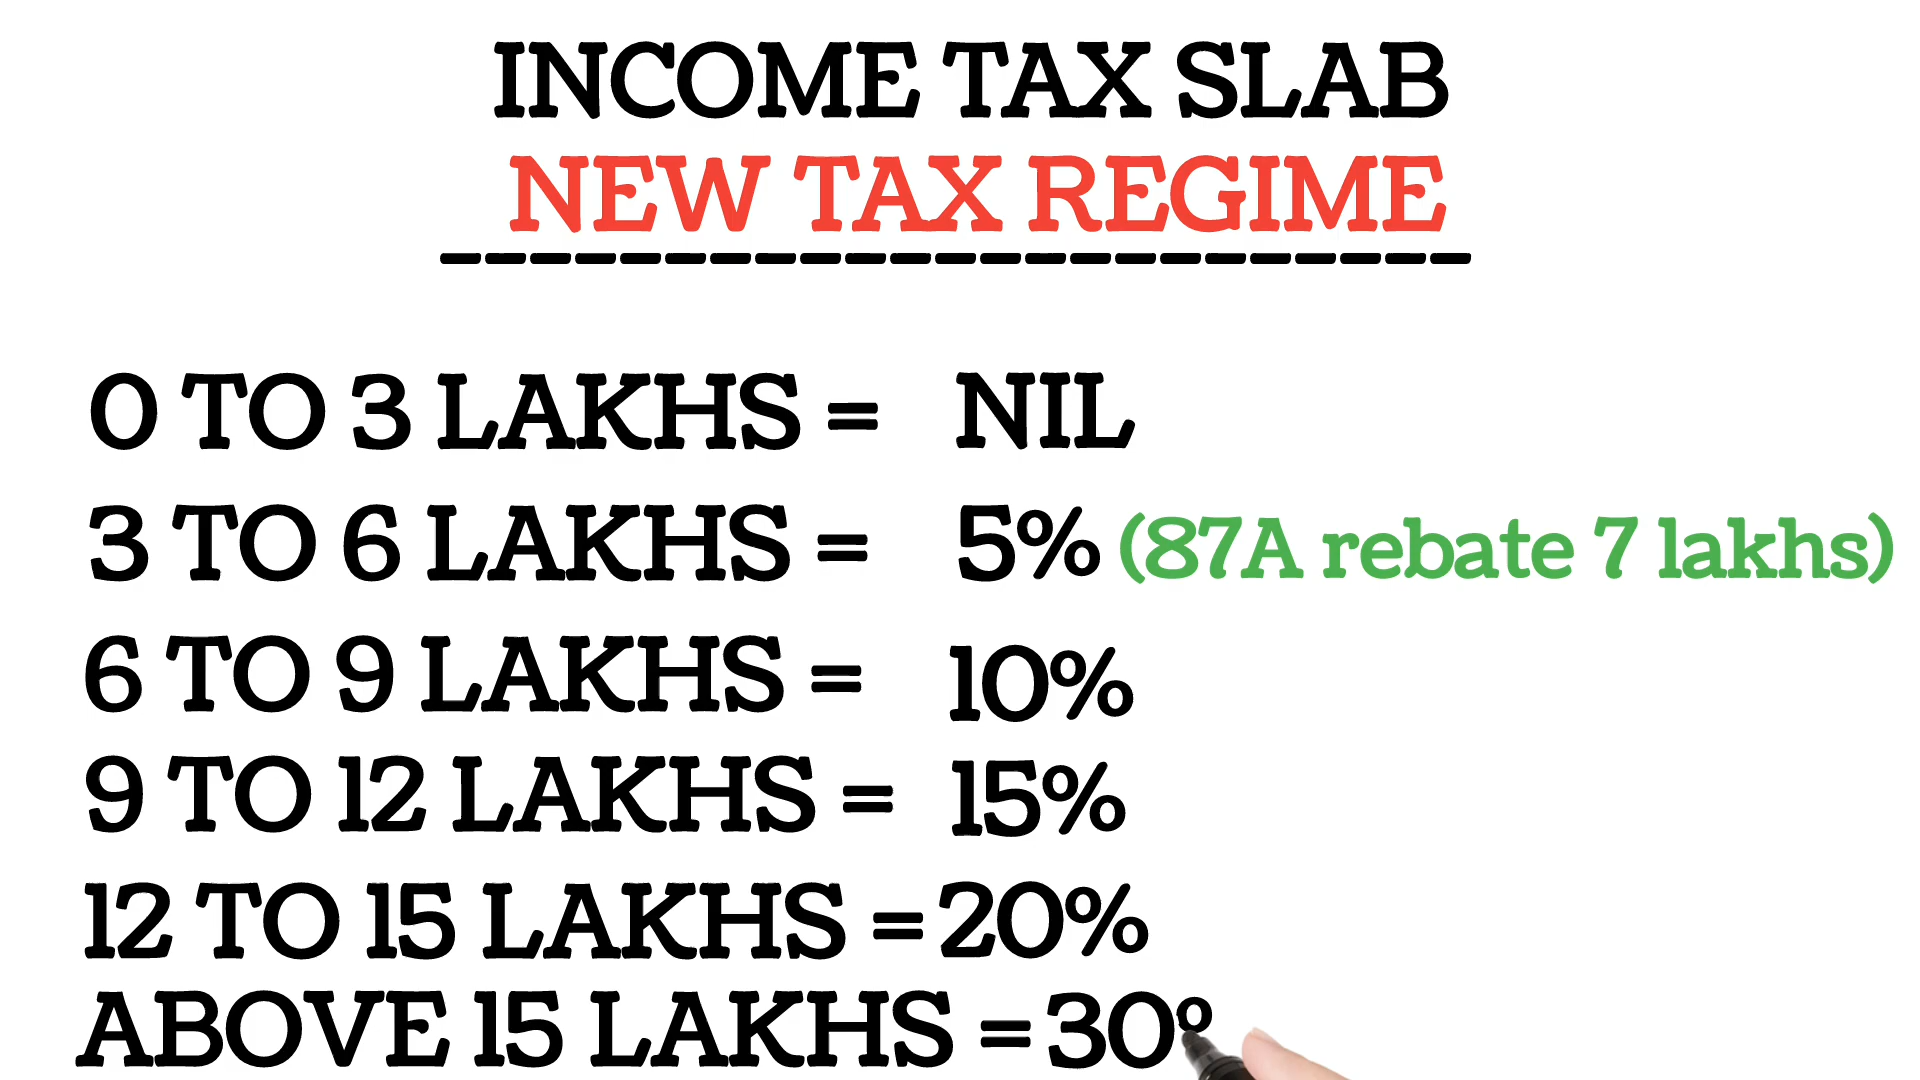 INCOME TAX SLAB
NEW TAX REGIME
0 TO 3 LAKHS = NIL
3 TO 6 LAKHS = 5% (87A rebate 7 lakhs)
6 TO 9 LAKHS = 10%
9 TO 12 LAKHS = 15%
12 TO 15 LAKHS = 20%
ABOVE 15 LAKHS = 30